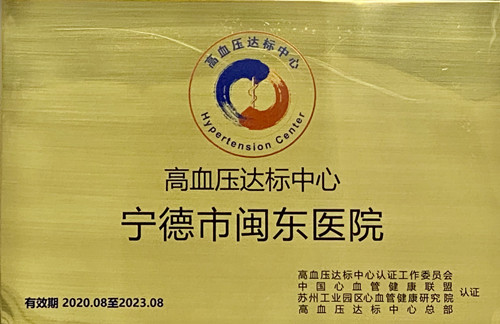 高血压达标中心
Hypertension Center
高血压达标中心
宁德市闽东医院
高血压达标中心认证工作委员会
中国心血管健康联盟
苏州工业园区心血管健康研究院
高血压达标中心总部
认证
有效期 2020.08至2023.08